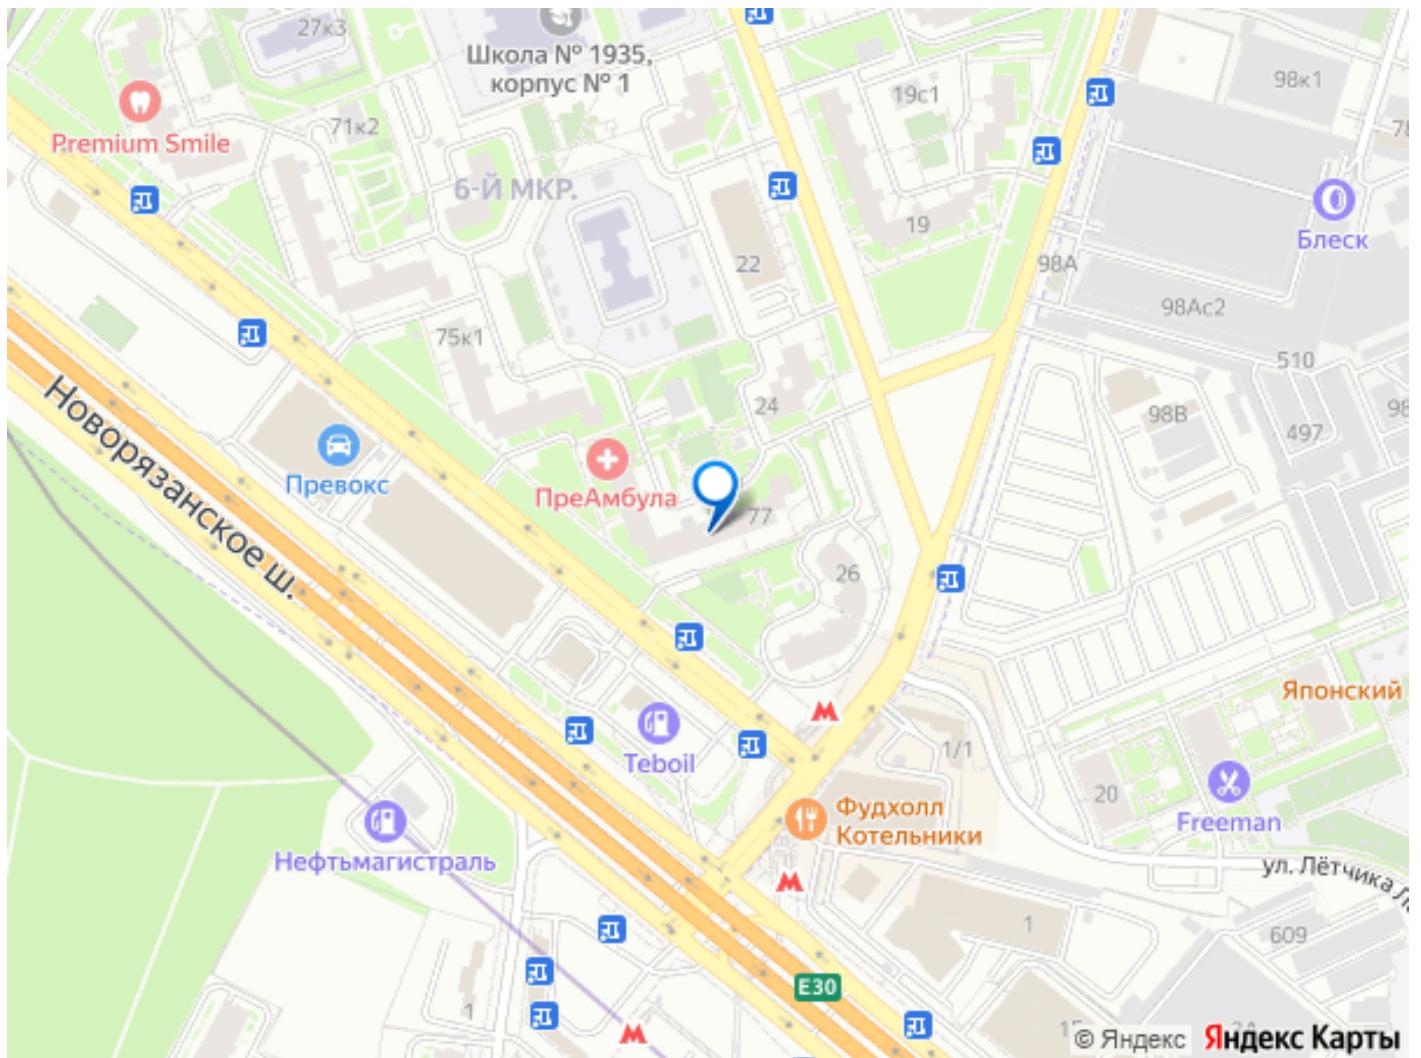 27к3
Школа № 1935,
корпус № 1
98к1
19с1
Premium Smile
71к2
6-Й МКР.
19
Блеск
22
98А
98Ас2
75к1
510
24
98В
497
Новорязанское ш.
Превокс
ПреАмбула
77
26
Японский
1/1
Teboil
20
Фудхолл
Котельники
Freeman
Нефтьмагистраль
ул. Лётчика
1
609
E30
1
© Яндекс
Яндекс Карты